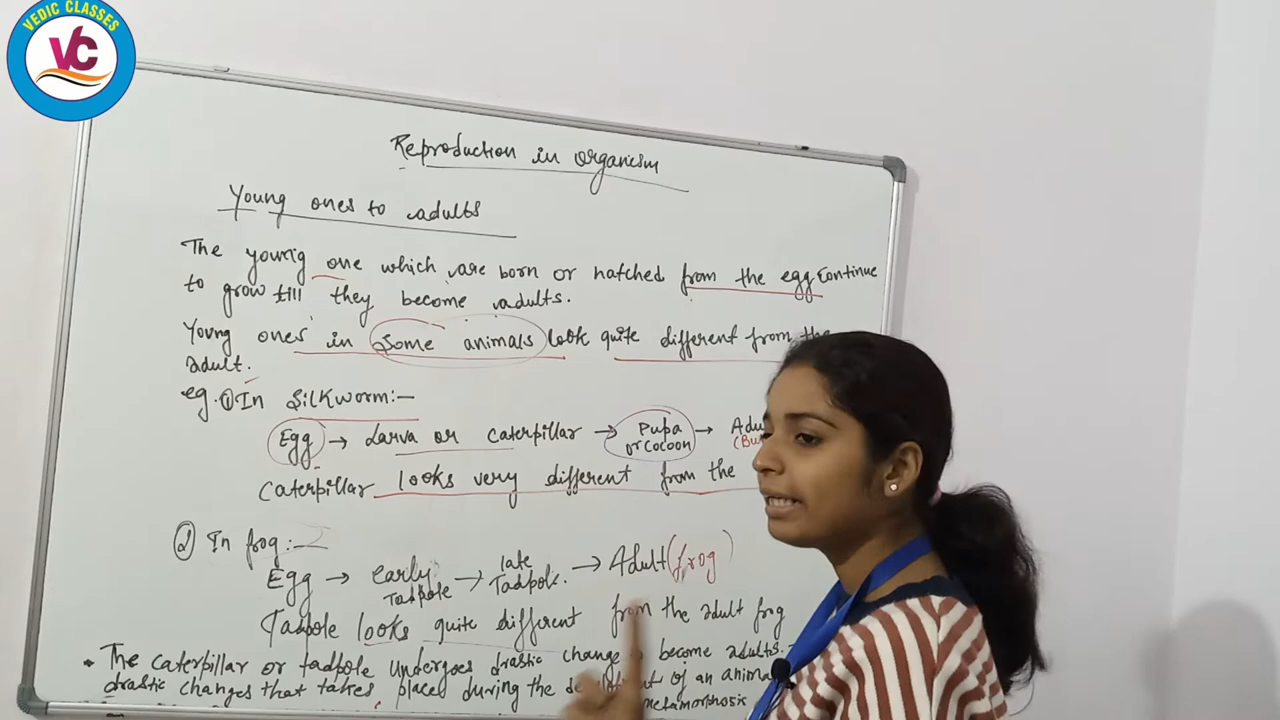 VEDIC CLASSES
VC
Reproduction in organism
Young ones to adults
The young one which are born or hatched from the egg continue
to grow till they become adults.
Young ones in some animals look quite different from the
adult.
eg. ① In Silkworm:-
Egg → Larva or caterpillar → Pupa or cocoon →
Caterpillar looks very different from the
② In frog:-
Egg → early Tadpole → late Tadpole. → Adult (frog)
Tadpole looks quite different from the adult frog
• The caterpillar or tadpole undergoes drastic change to become adults.
drastic changes that takes places during the of an
metamorphosis